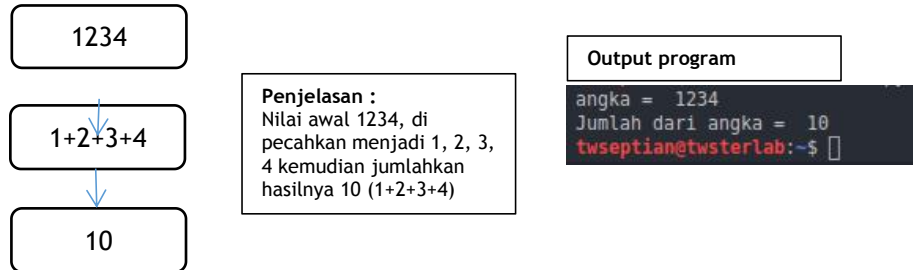 1234
1+2+3+4
10
Penjelasan :
Nilai awal 1234, di
pecahkan menjadi 1, 2, 3,
4 kemudian jumlahkan
hasilnya 10 (1+2+3+4)
Output program
angka =  1234
Jumlah dari angka =  10
twseptian@twsterlab:~$